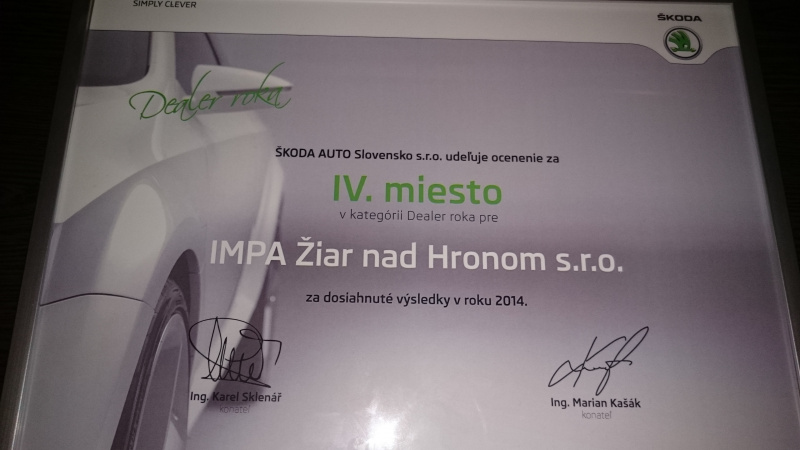 SIMPLY CLEVER
ŠKODA
Dealer roka
ŠKODA AUTO Slovensko s.r.o. udeľuje ocenenie za
IV. miesto
v kategórii Dealer roka pre
IMPA Žiar nad Hronom s.r.o.
za dosiahnuté výsledky v roku 2014.
Ing. Karel Sklenář
konateľ
Ing. Marian Kašák
konateľ